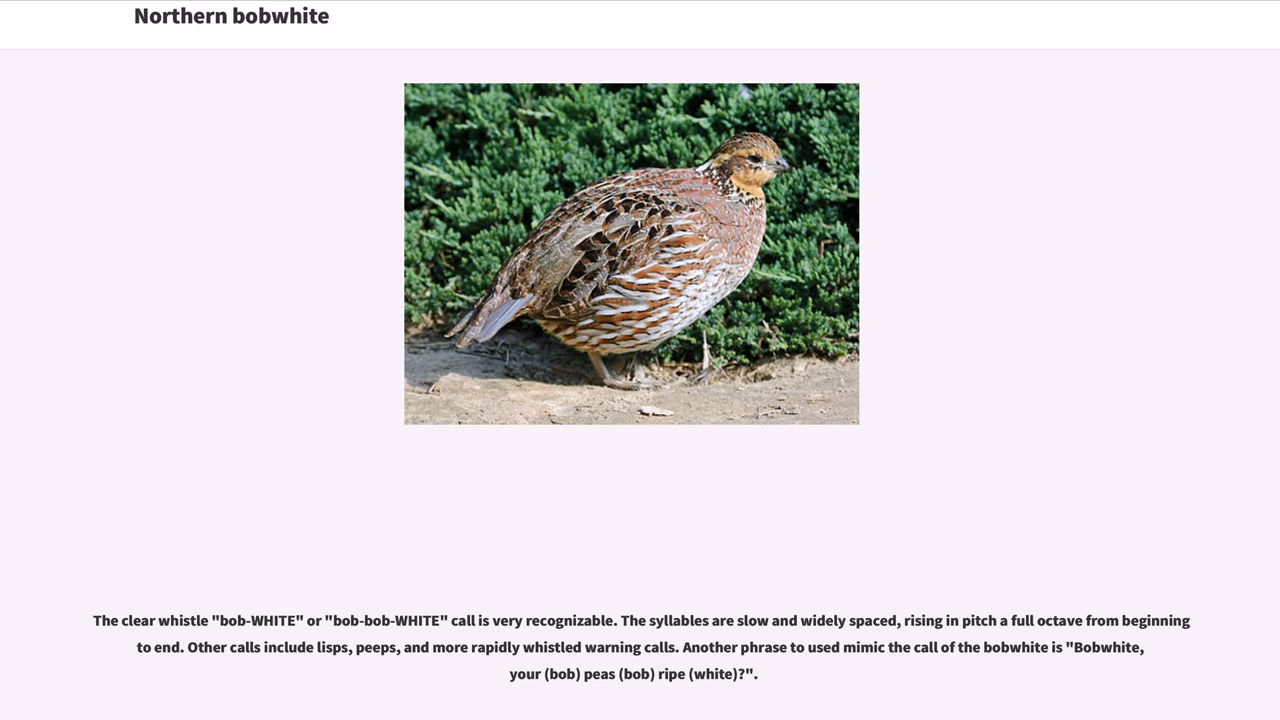 Northern bobwhite
The clear whistle "bob-WHITE" or "bob-bob-WHITE" call is very recognizable. The syllables are slow and widely spaced, rising in pitch a full octave from beginning
to end. Other calls include lisps, peeps, and more rapidly whistled warning calls. Another phrase to used mimic the call of the bobwhite is "Bobwhite,
your (bob) peas (bob) ripe (white)?".